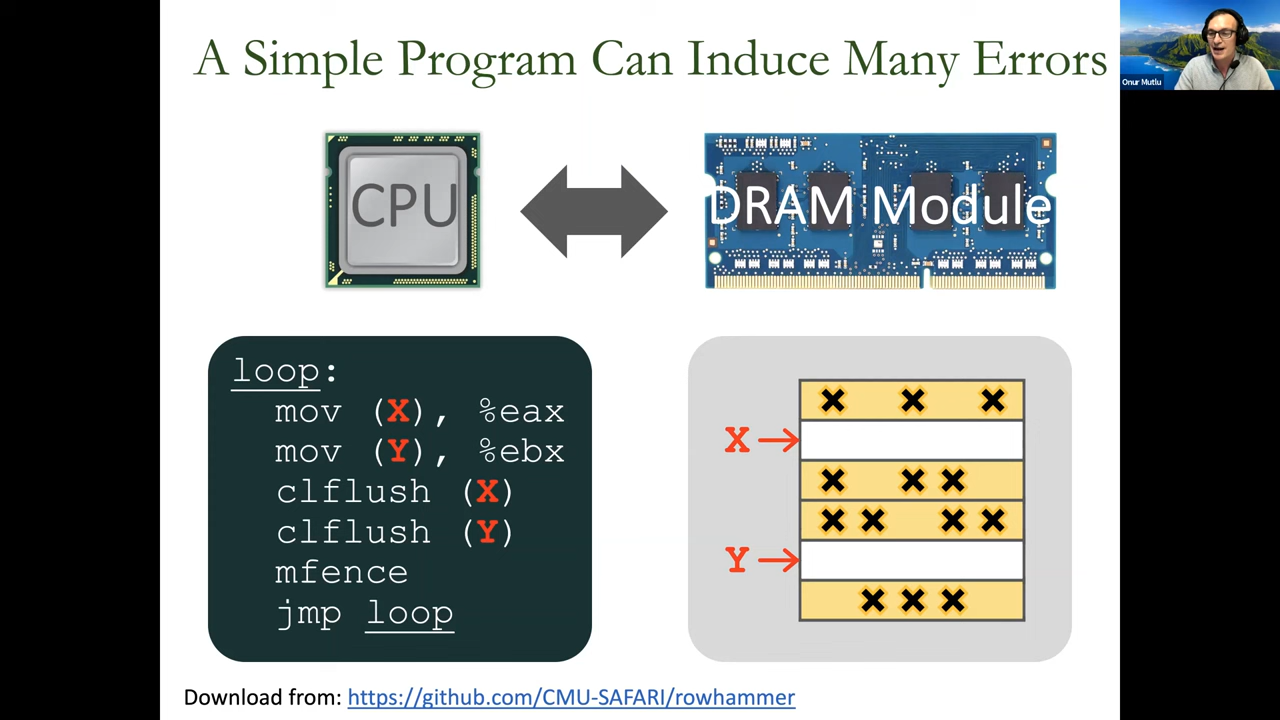 A Simple Program Can Induce Many Errors
Onur Mutlu
CPU
DRAM Module
loop:
mov (X), %eax
mov (Y), %ebx
clflush (X)
clflush (Y)
mfence
jmp loop
X
Y
Download from: https://github.com/CMU-SAFARI/rowhammer